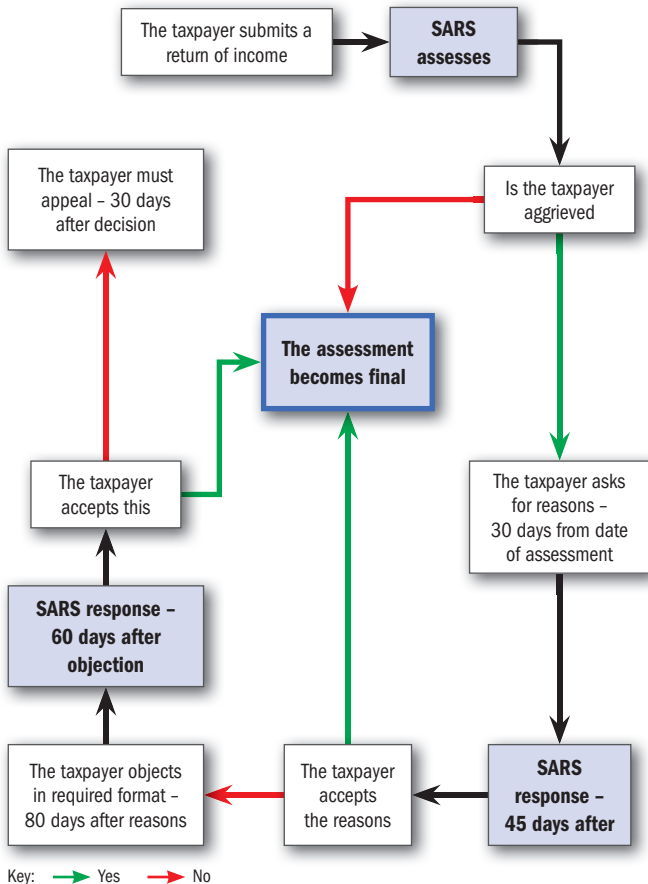 The taxpayer submits a
return of income
SARS
assesses
Is the taxpayer
aggrieved
The taxpayer must
appeal – 30 days
after decision
The assessment
becomes final
The taxpayer
accepts this
The taxpayer asks
for reasons –
30 days from date
of assessment
SARS response –
60 days after
objection
The taxpayer objects
in required format –
80 days after reasons
The taxpayer
accepts
the reasons
SARS
response –
45 days after
Key: Yes No